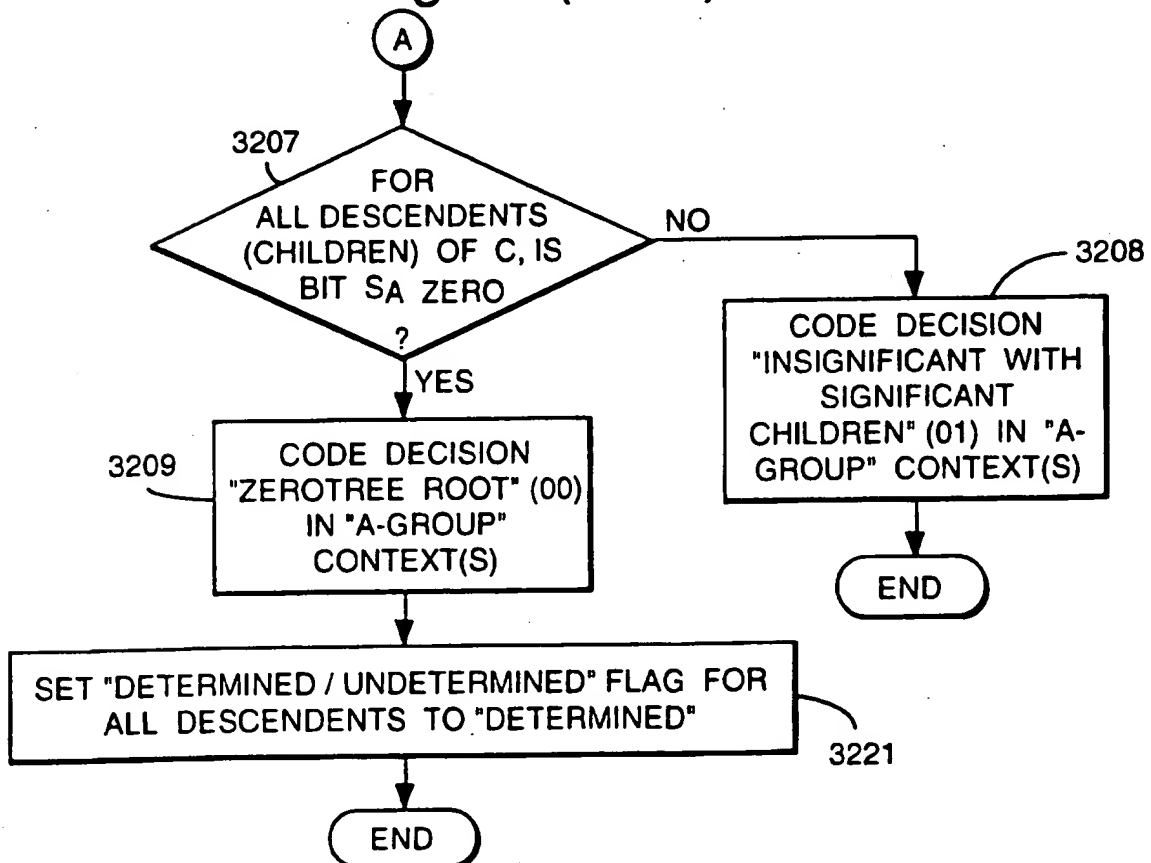 A
3207
FOR
ALL DESCENDENTS
(CHILDREN) OF C, IS
BIT SA ZERO
?
NO
YES
3208
CODE DECISION
"INSIGNIFICANT WITH
SIGNIFICANT
CHILDREN" (01) IN "A-
GROUP" CONTEXT(S)
END
3209
CODE DECISION
"ZEROTREE ROOT" (00)
IN "A-GROUP"
CONTEXT(S)
SET "DETERMINED / UNDETERMINED" FLAG FOR
ALL DESCENDENTS TO "DETERMINED"
3221
END